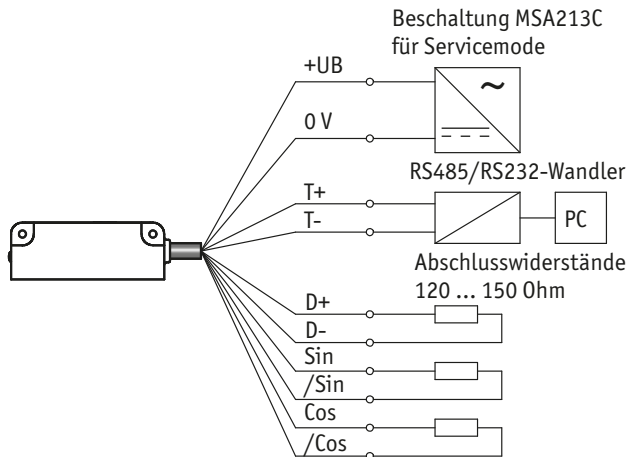 Beschaltung MSA213C
für Servicemode
+UB
~
0 V
RS485/RS232-Wandler
T+
T-
PC
Abschlusswiderstände
120 ... 150 Ohm
D+
D-
Sin
/Sin
Cos
/Cos